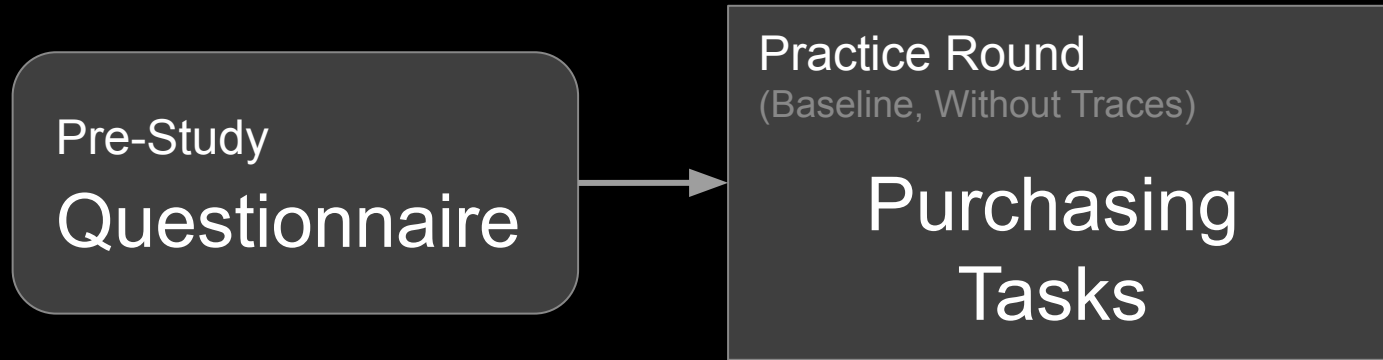 Pre-Study
Questionnaire
Practice Round
(Baseline, Without Traces)
Purchasing
Tasks